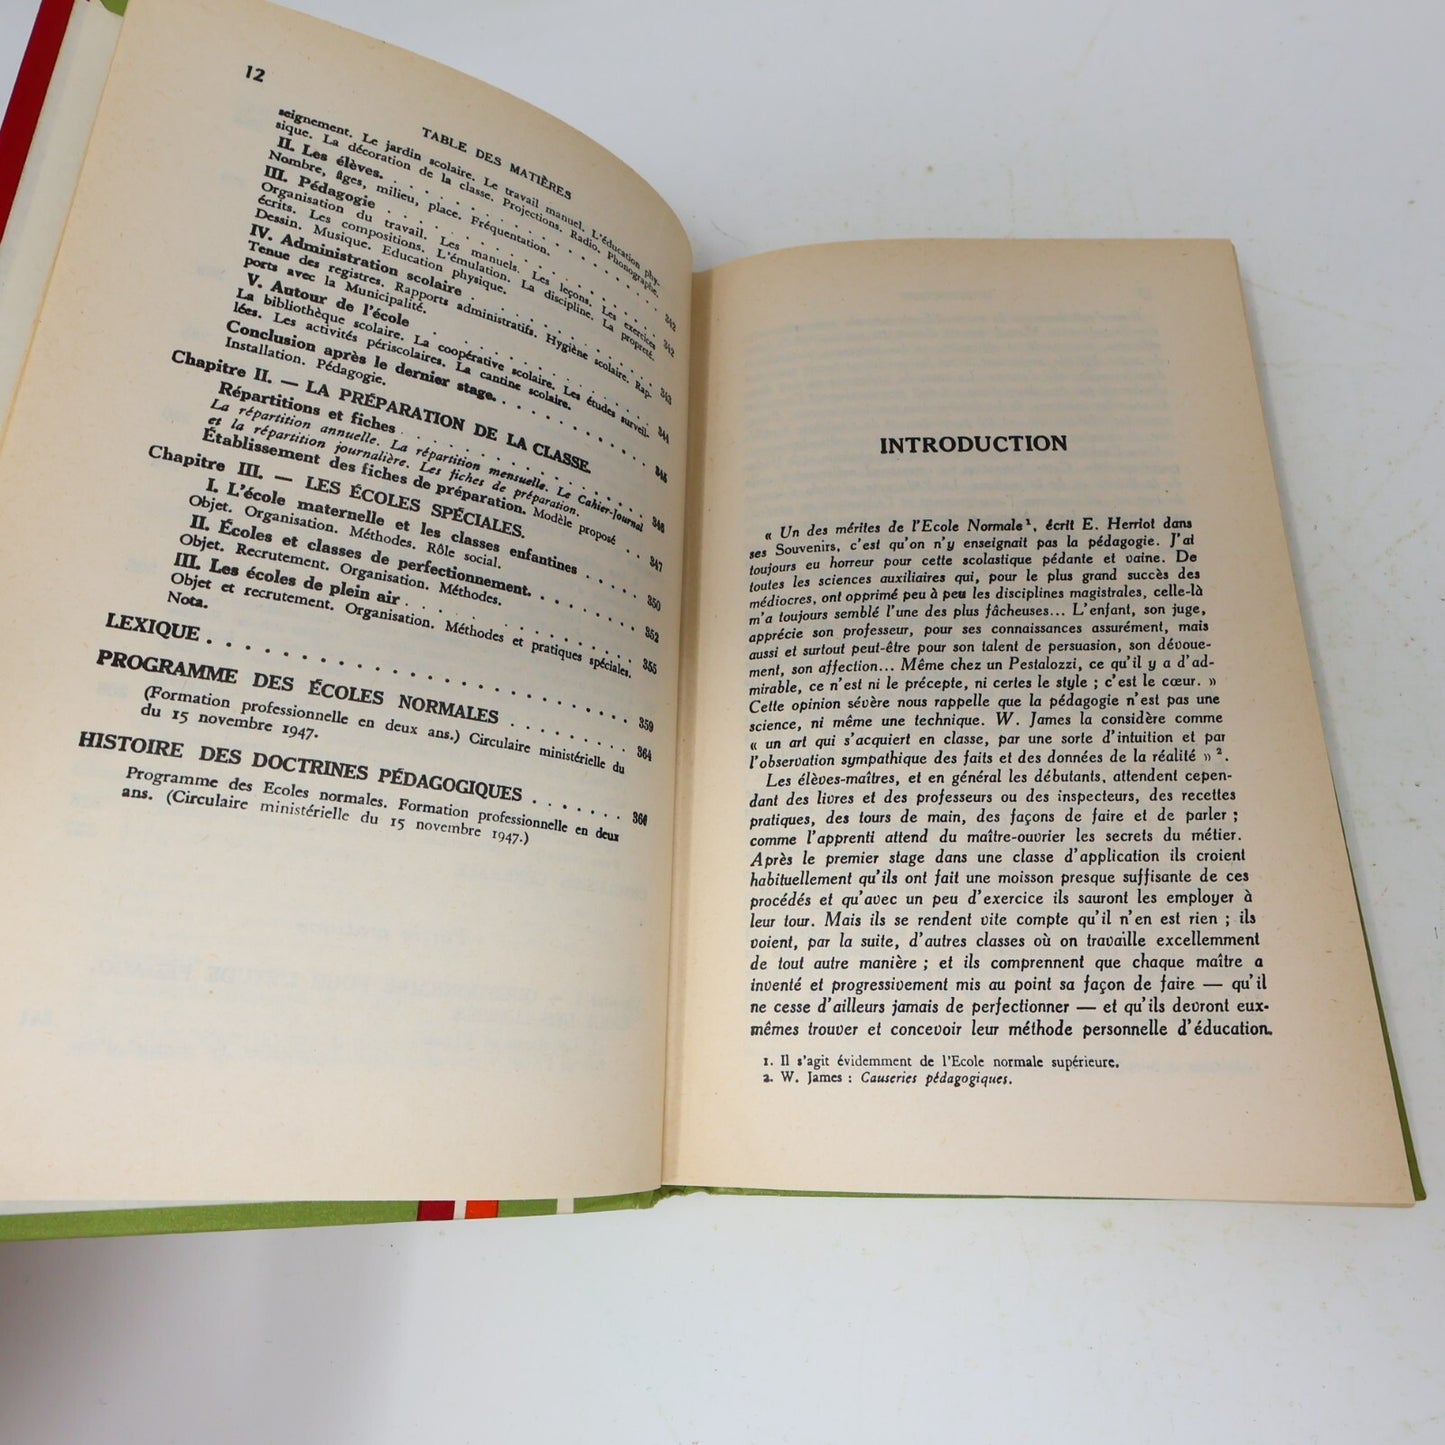 12
TABLE DES MATIÈRES
seignement. Le jardin scolaire. Le travail manuel. L'éducation phy-
sique. La décoration de la classe. Projections. Radio. Phonographe.
II. Les élèves. . . . . . . . . . . . . . . 342
Nombre, âges, milieu, place. Fréquentation.
III. Pédagogie . . . . . . . . . . . . . . . 342
Organisation du travail. Les manuels. Les leçons. Les exercices
écrits. Les compositions. L'émulation. La discipline. La propreté.
Dessin. Musique. Education physique.
IV. Administration scolaire . . . . . . . . . . . 343
Tenue des registres. Rapports administratifs. Hygiène scolaire. Rap-
ports avec la Municipalité.
V. Autour de l'école . . . . . . . . . . . . . 344
La bibliothèque scolaire. La coopérative scolaire. Les études surveil-
lées. Les activités périscolaires. La cantine scolaire.
Conclusion après le dernier stage. . . . . . . . . . 345
Installation. Pédagogie.
Chapitre II. — LA PRÉPARATION DE LA CLASSE.
Répartitions et fiches . . . . . . . . . . . . 346
La répartition annuelle. La répartition mensuelle. Le Cahier-Journal
et la répartition journalière. Les fiches de préparation.
Établissement des fiches de préparation. Modèle proposé . . 347
Chapitre III. — LES ÉCOLES SPÉCIALES.
I. L'école maternelle et les classes enfantines . . . . . 350
Objet. Organisation. Méthodes. Rôle social.
II. Écoles et classes de perfectionnement. . . . . . . 352
Objet. Recrutement. Organisation. Méthodes.
III. Les écoles de plein air . . . . . . . . . . . 355
Objet et recrutement. Organisation. Méthodes et pratiques spéciales.
Nota.
LEXIQUE . . . . . . . . . . . . . . . . . . 359
PROGRAMME DES ÉCOLES NORMALES . . . . . . . . 364
(Formation professionnelle en deux ans.) Circulaire ministérielle du
du 15 novembre 1947.
HISTOIRE DES DOCTRINES PÉDAGOGIQUES . . . . . .
Programme des Ecoles normales. Formation professionnelle en deux
ans. (Circulaire ministérielle du 15 novembre 1947.)
INTRODUCTION
« Un des mérites de l'Ecole Normale¹, écrit E. Herriot dans
ses Souvenirs, c'est qu'on n'y enseignait pas la pédagogie. J'ai
toujours eu horreur pour cette scolastique pédante et vaine. De
toutes les sciences auxiliaires qui, pour le plus grand succès des
médiocres, ont opprimé peu à peu les disciplines magistrales, celle-là
m'a toujours semblé l'une des plus fâcheuses... L'enfant, son juge,
apprécie son professeur, pour ses connaissances assurément, mais
aussi et surtout peut-être pour son talent de persuasion, son dévoue-
ment, son affection... Même chez un Pestalozzi, ce qu'il y a d'ad-
mirable, ce n'est ni le précepte, ni certes le style ; c'est le cœur. »
Cette opinion sévère nous rappelle que la pédagogie n'est pas une
science, ni même une technique. W. James la considère comme
« un art qui s'acquiert en classe, par une sorte d'intuition et par
l'observation sympathique des faits et des données de la réalité »².
Les élèves-maîtres, et en général les débutants, attendent cepen-
dant des livres et des professeurs ou des inspecteurs, des recettes
pratiques, des tours de main, des façons de faire et de parler ;
comme l'apprenti attend du maître-ouvrier les secrets du métier.
Après le premier stage dans une classe d'application ils croient
habituellement qu'ils ont fait une moisson presque suffisante de ces
procédés et qu'avec un peu d'exercice ils sauront les employer à
leur tour. Mais ils se rendent vite compte qu'il n'en est rien ; ils
voient, par la suite, d'autres classes où on travaille excellemment
de tout autre manière ; et ils comprennent que chaque maître a
inventé et progressivement mis au point sa façon de faire — qu'il
ne cesse d'ailleurs jamais de perfectionner — et qu'ils devront eux-
mêmes trouver et concevoir leur méthode personnelle d'éducation.
1. Il s'agit évidemment de l'Ecole normale supérieure.
2. W. James : Causeries pédagogiques.